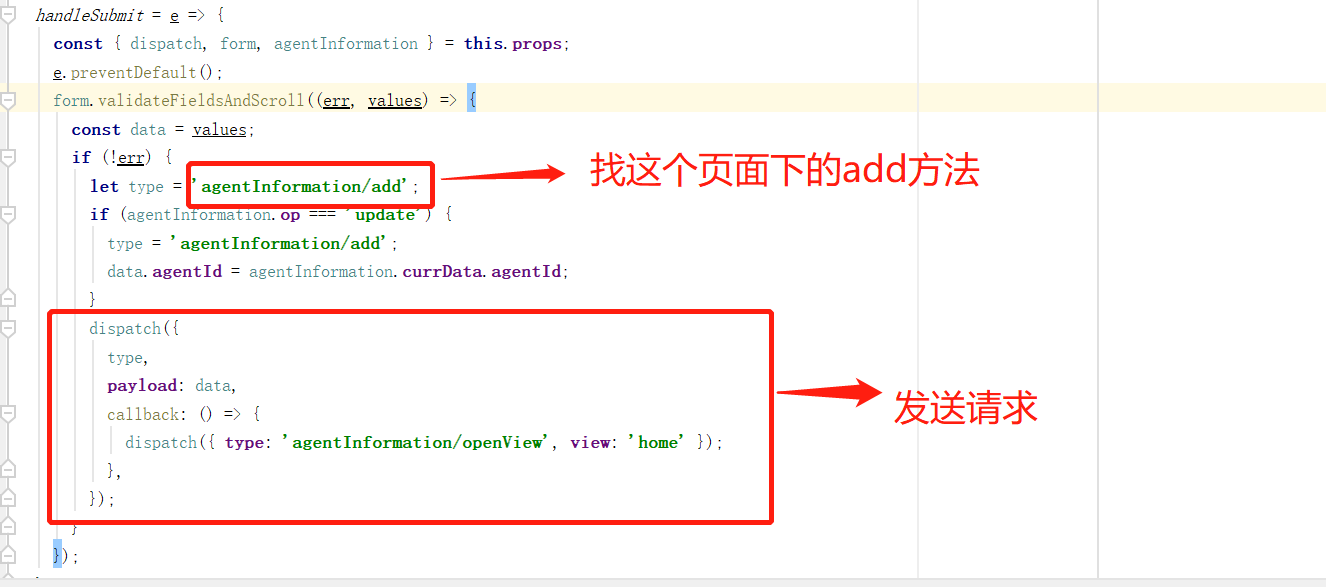 handleSubmit = e => {
const { dispatch, form, agentInformation } = this.props;
e.preventDefault();
form.validateFieldsAndScroll((err, values) => {
const data = values;
if (!err) {
let type = 'agentInformation/add';
找这个页面下的add方法
if (agentInformation.op === 'update') {
type = 'agentInformation/add';
data.agentId = agentInformation.currData.agentId;
}
dispatch({
type,
payload: data,
callback: () => {
发送请求
dispatch({ type: 'agentInformation/openView', view: 'home' });
},
});
}
});